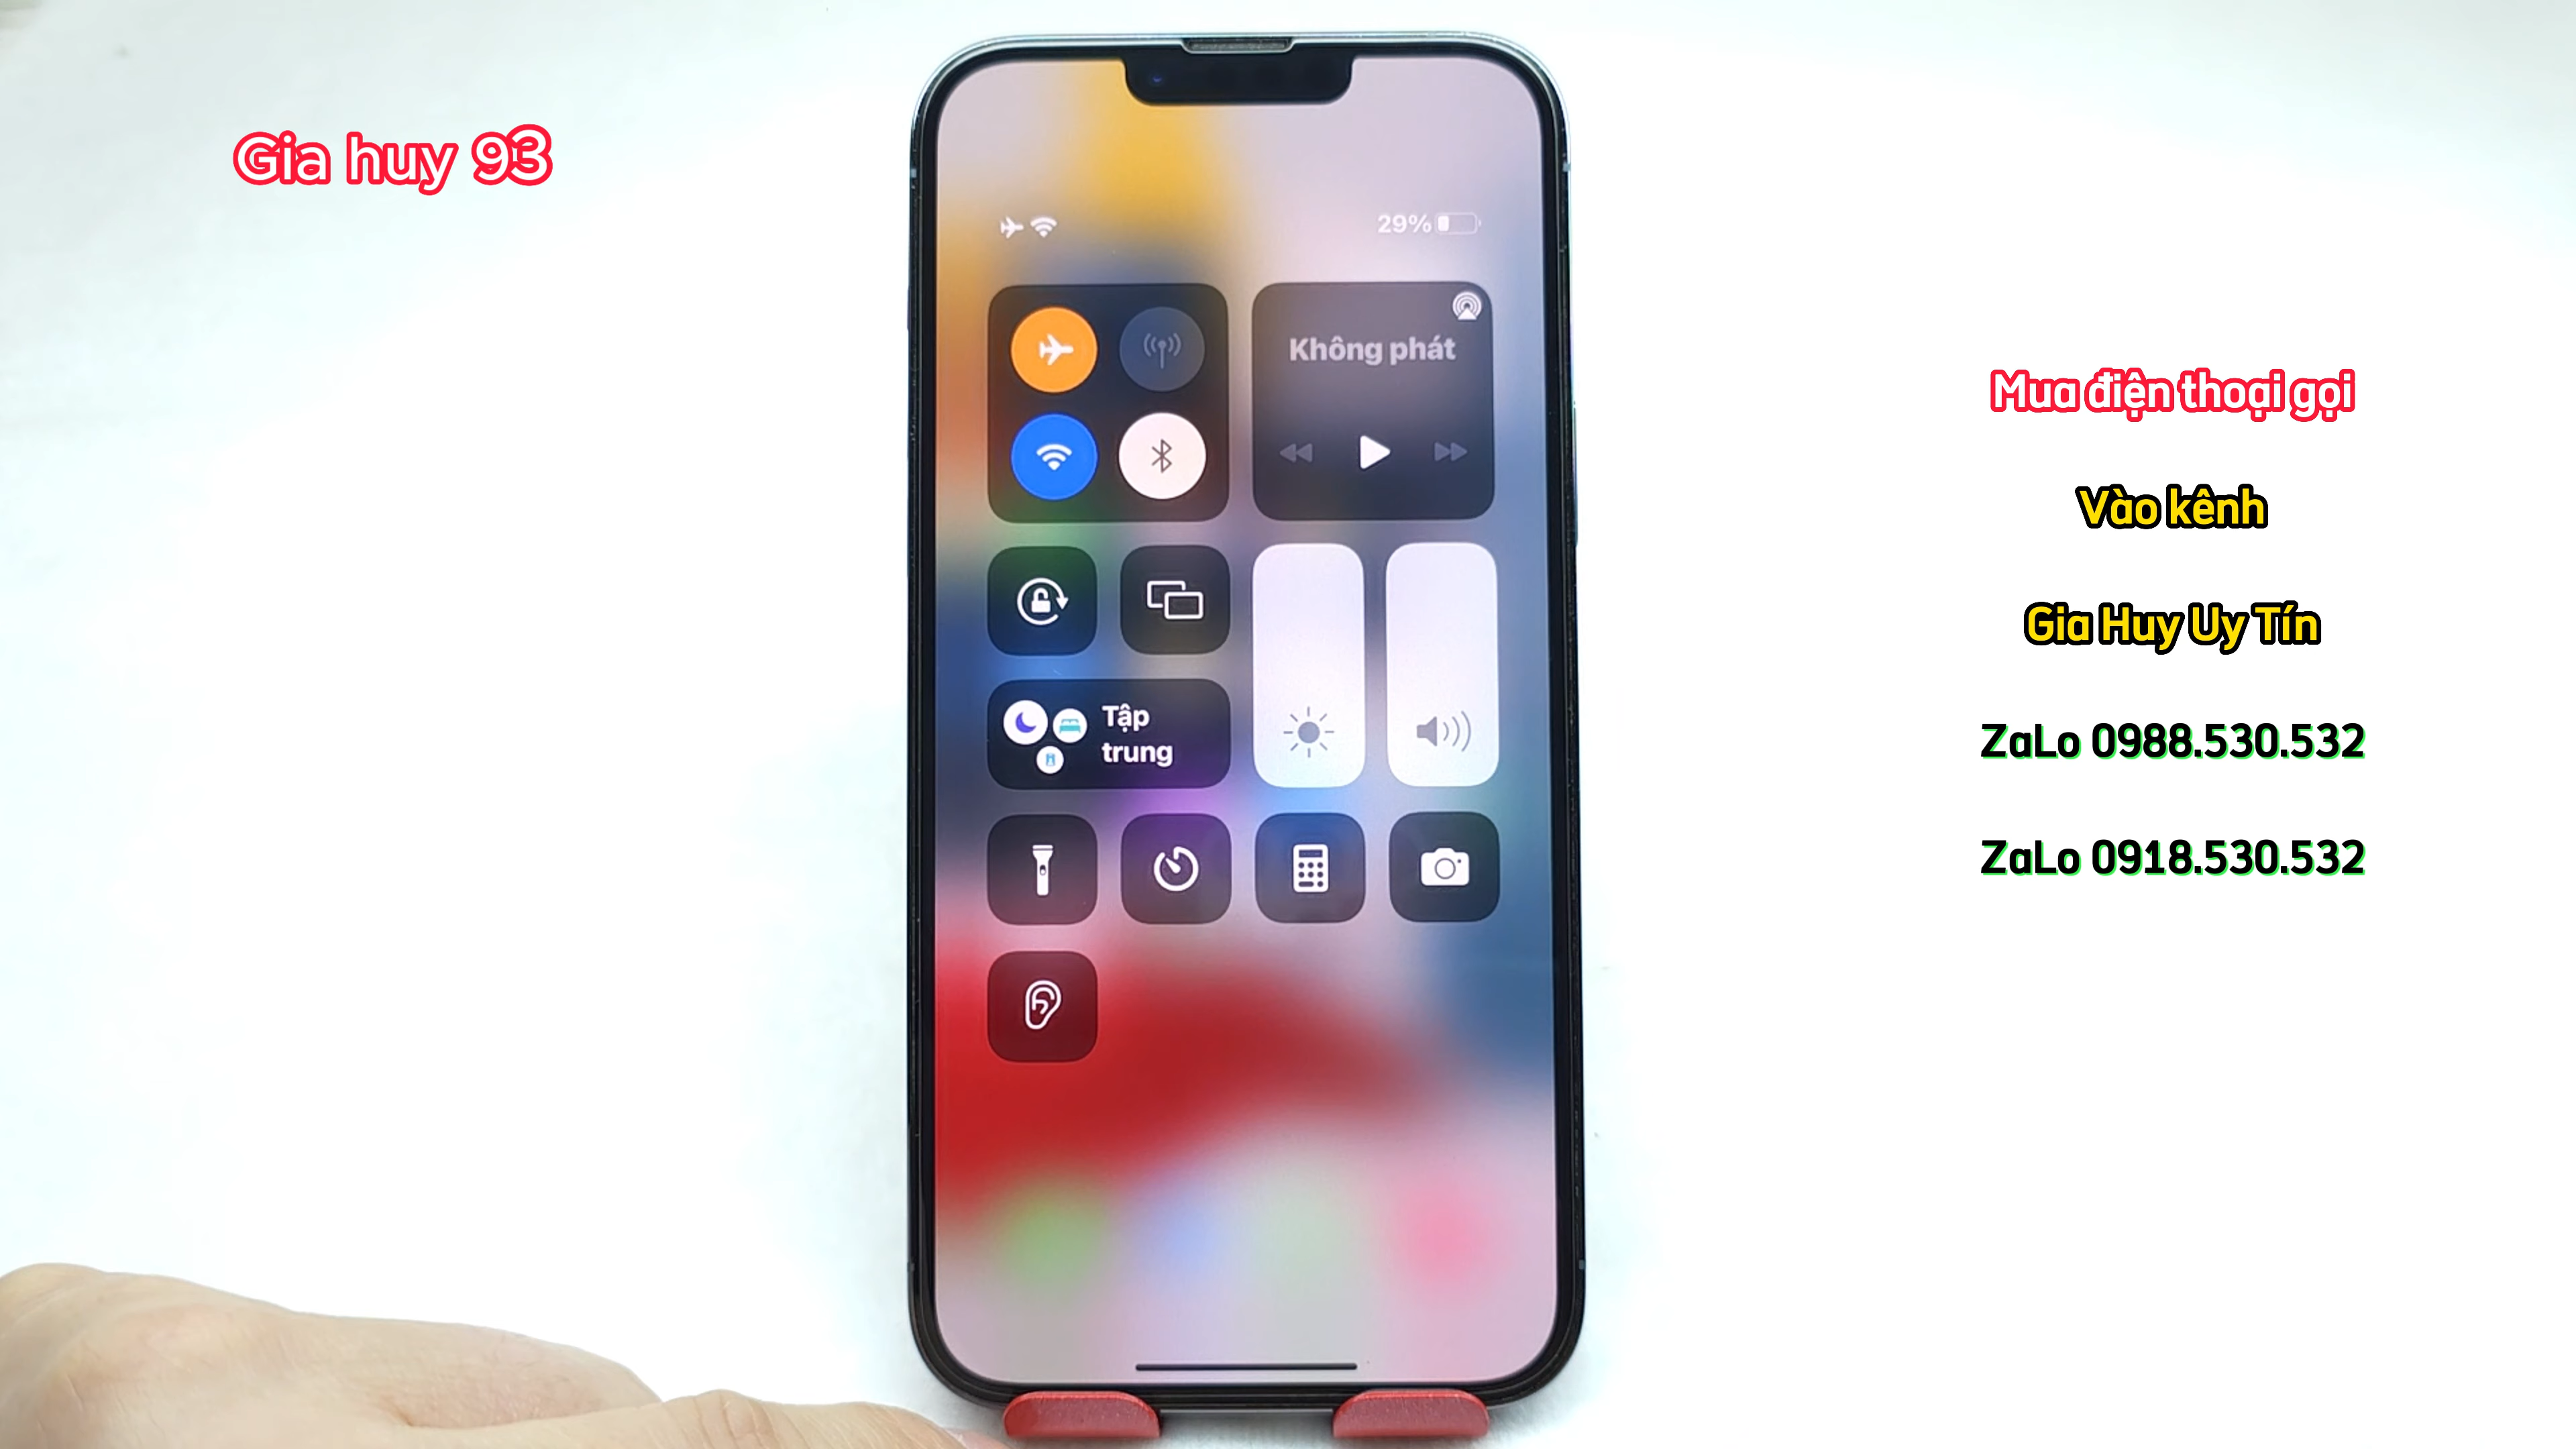 Gia huy 93
29%
Không phát
Tập
trung
Mua điện thoại gọi
Vào kênh
Gia Huy Uy Tín
ZaLo 0988.530.532
ZaLo 0918.530.532